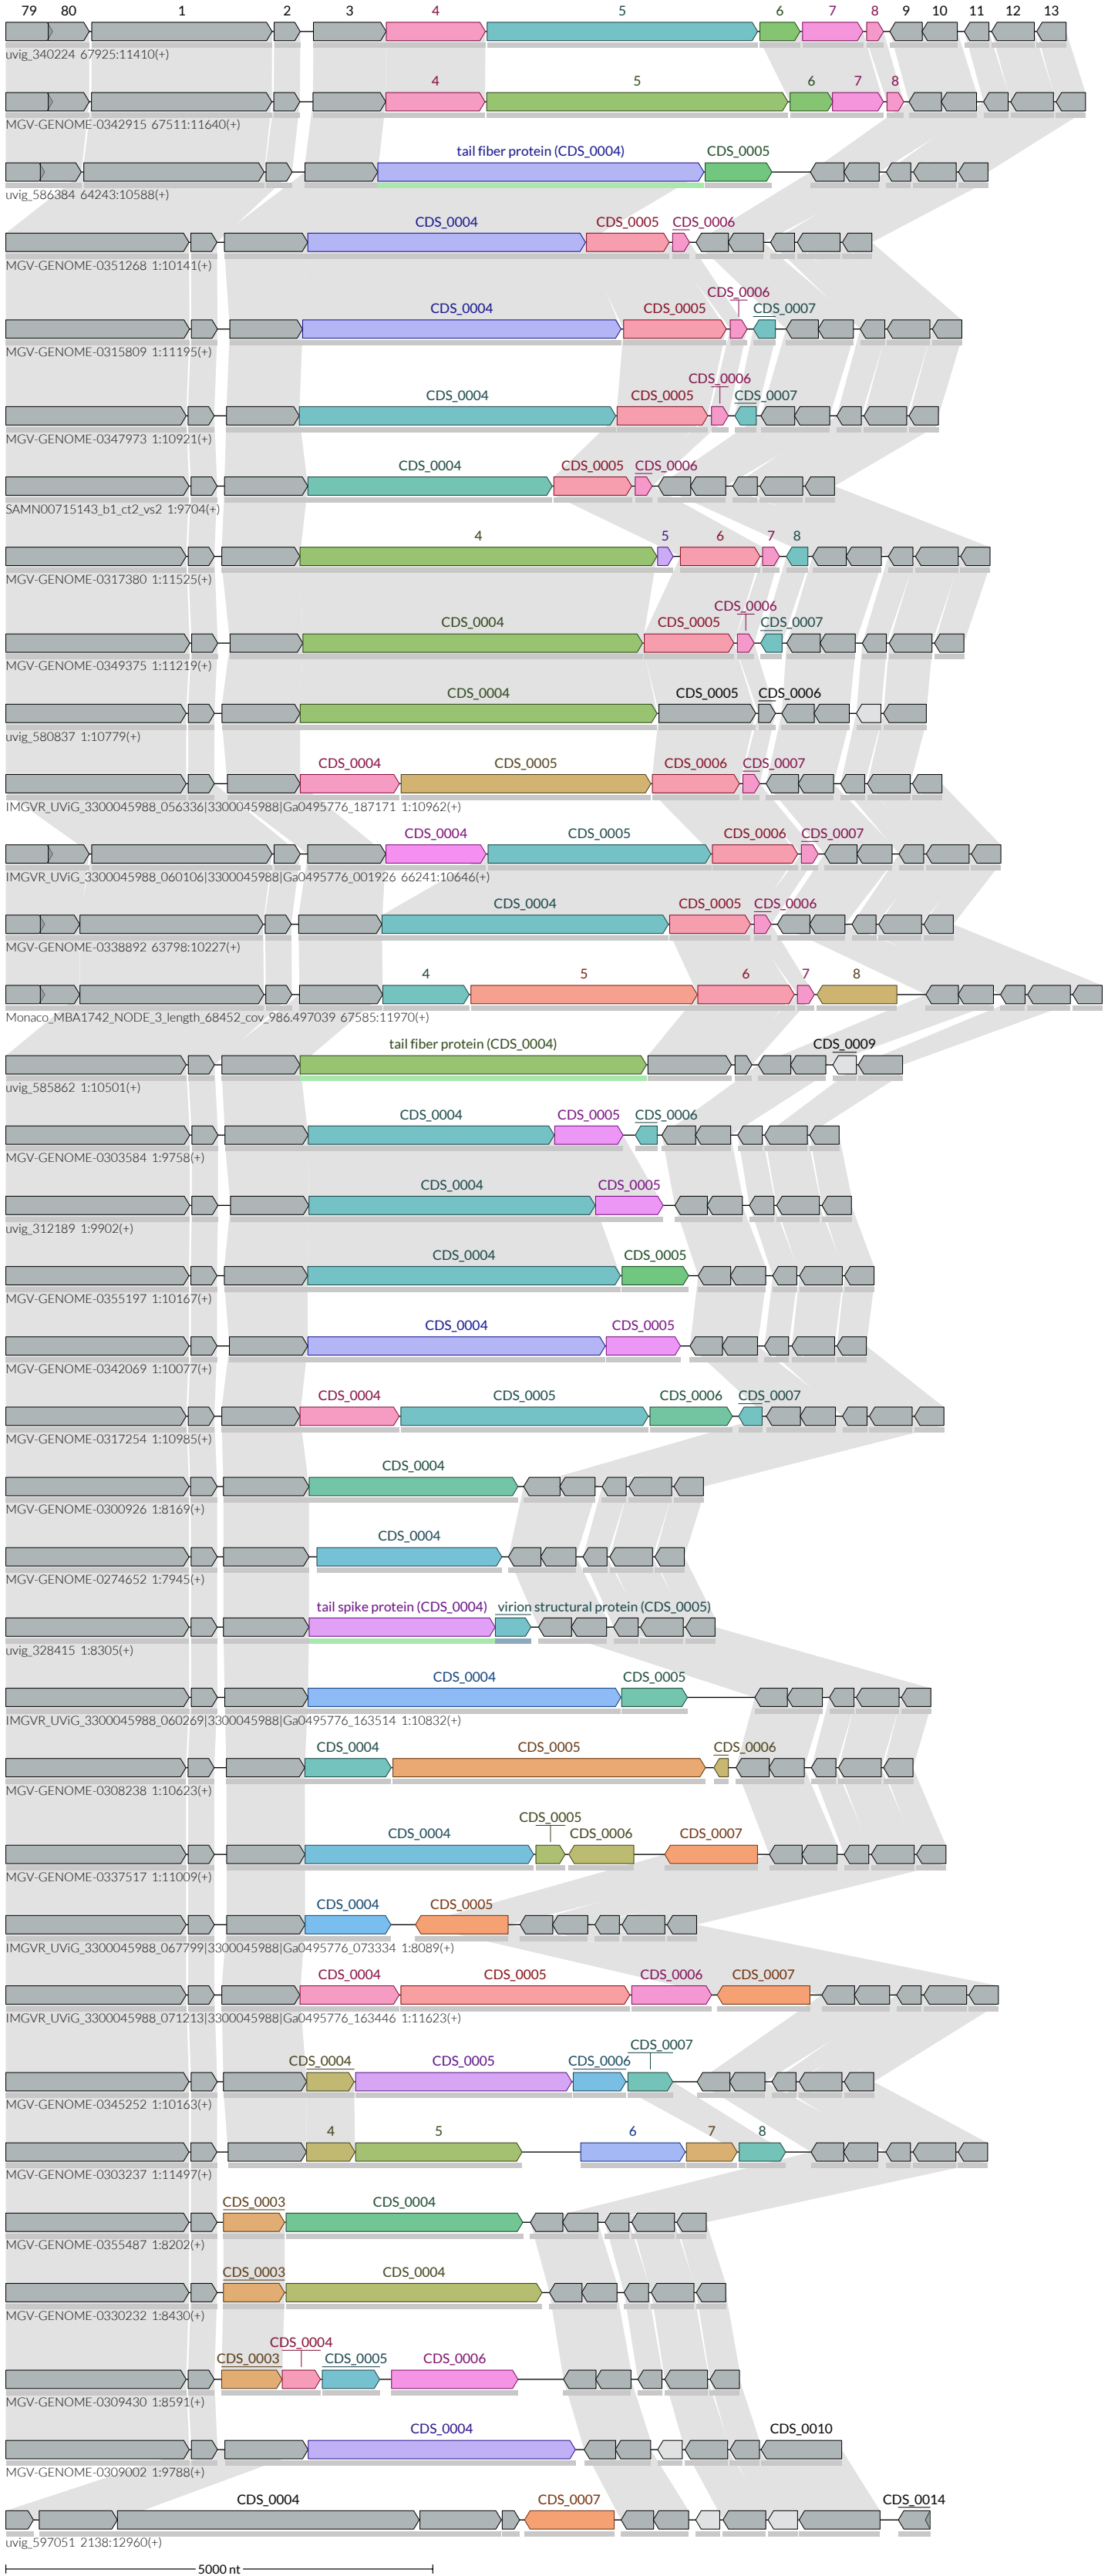 79 80 1 2 3 4 5 6 7 8 9 10 11 12 13
uvig_340224 67925:11410(+)
4 5 6 7 8
MGV-GENOME-0342915 67511:11640(+)
tail fiber protein (CDS_0004) CDS_0005
uvig_586384 64243:10588(+)
CDS_0004 CDS_0005 CDS_0006
MGV-GENOME-0351268 1:10141(+)
CDS_0006
CDS_0004 CDS_0005 CDS_0007
MGV-GENOME-0315809 1:11195(+)
CDS_0006
CDS_0004 CDS_0005 CDS_0007
MGV-GENOME-0347973 1:10921(+)
CDS_0004 CDS_0005 CDS_0006
SAMN00715143_b1_ct2_vs2 1:9704(+)
4 5 6 7 8
MGV-GENOME-0317380 1:11525(+)
CDS_0006
CDS_0004 CDS_0005 CDS_0007
MGV-GENOME-0349375 1:11219(+)
CDS_0004 CDS_0005 CDS_0006
uvig_580837 1:10779(+)
CDS_0004 CDS_0005 CDS_0006 CDS_0007
IMGVR_UViG_3300045988_056336|3300045988|Ga0495776_187171 1:10962(+)
CDS_0004 CDS_0005 CDS_0006 CDS_0007
IMGVR_UViG_3300045988_060106|3300045988|Ga0495776_001926 66241:10646(+)
CDS_0004 CDS_0005 CDS_0006
MGV-GENOME-0338892 63798:10227(+)
4 5 6 7 8
Monaco_MBA1742_NODE_3_length_68452_cov_986.497039 67585:11970(+)
tail fiber protein (CDS_0004) CDS_0009
uvig_585862 1:10501(+)
CDS_0004 CDS_0005 CDS_0006
MGV-GENOME-0303584 1:9758(+)
CDS_0004 CDS_0005
uvig_312189 1:9902(+)
CDS_0004 CDS_0005
MGV-GENOME-0355197 1:10167(+)
CDS_0004 CDS_0005
MGV-GENOME-0342069 1:10077(+)
CDS_0004 CDS_0005 CDS_0006 CDS_0007
MGV-GENOME-0317254 1:10985(+)
CDS_0004
MGV-GENOME-0300926 1:8169(+)
CDS_0004
MGV-GENOME-0274652 1:7945(+)
tail spike protein (CDS_0004) virion structural protein (CDS_0005)
uvig_328415 1:8305(+)
CDS_0004 CDS_0005
IMGVR_UViG_3300045988_060269|3300045988|Ga0495776_163514 1:10832(+)
CDS_0004 CDS_0005 CDS_0006
MGV-GENOME-0308238 1:10623(+)
CDS_0005
CDS_0004 CDS_0006 CDS_0007
MGV-GENOME-0337517 1:11009(+)
CDS_0004 CDS_0005
IMGVR_UViG_3300045988_067799|3300045988|Ga0495776_073334 1:8089(+)
CDS_0004 CDS_0005 CDS_0006 CDS_0007
IMGVR_UViG_3300045988_071213|3300045988|Ga0495776_163446 1:11623(+)
CDS_0007
CDS_0004 CDS_0005 CDS_0006
MGV-GENOME-0345252 1:10163(+)
4 5 6 7 8
MGV-GENOME-0303237 1:11497(+)
CDS_0003 CDS_0004
MGV-GENOME-0355487 1:8202(+)
CDS_0003 CDS_0004
MGV-GENOME-0330232 1:8430(+)
CDS_0004
CDS_0003 CDS_0005 CDS_0006
MGV-GENOME-0309430 1:8591(+)
CDS_0004 CDS_0010
MGV-GENOME-0309002 1:9788(+)
CDS_0004 CDS_0007 CDS_0014
uvig_597051 2138:12960(+)
5000 nt